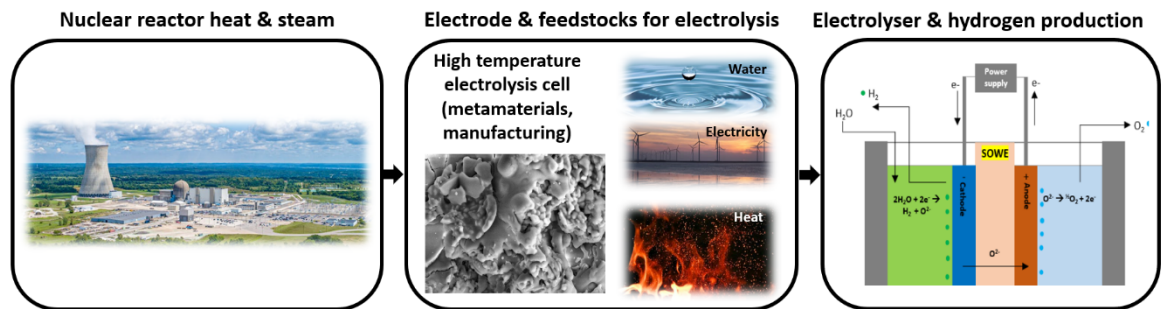 Nuclear reactor heat & steam
Electrode & feedstocks for electrolysis
High temperature
electrolysis cell
(metamaterials,
manufacturing)
Water
Electricity
Heat
Electrolyser & hydrogen production
Power
supply
e-
e-
H₂
H₂O
O₂
SOWE
- Cathode
+ Anode
2H₂O + 2e⁻ →
H₂ + O²⁻
O²⁻ → ½O₂ + 2e⁻
O²⁻